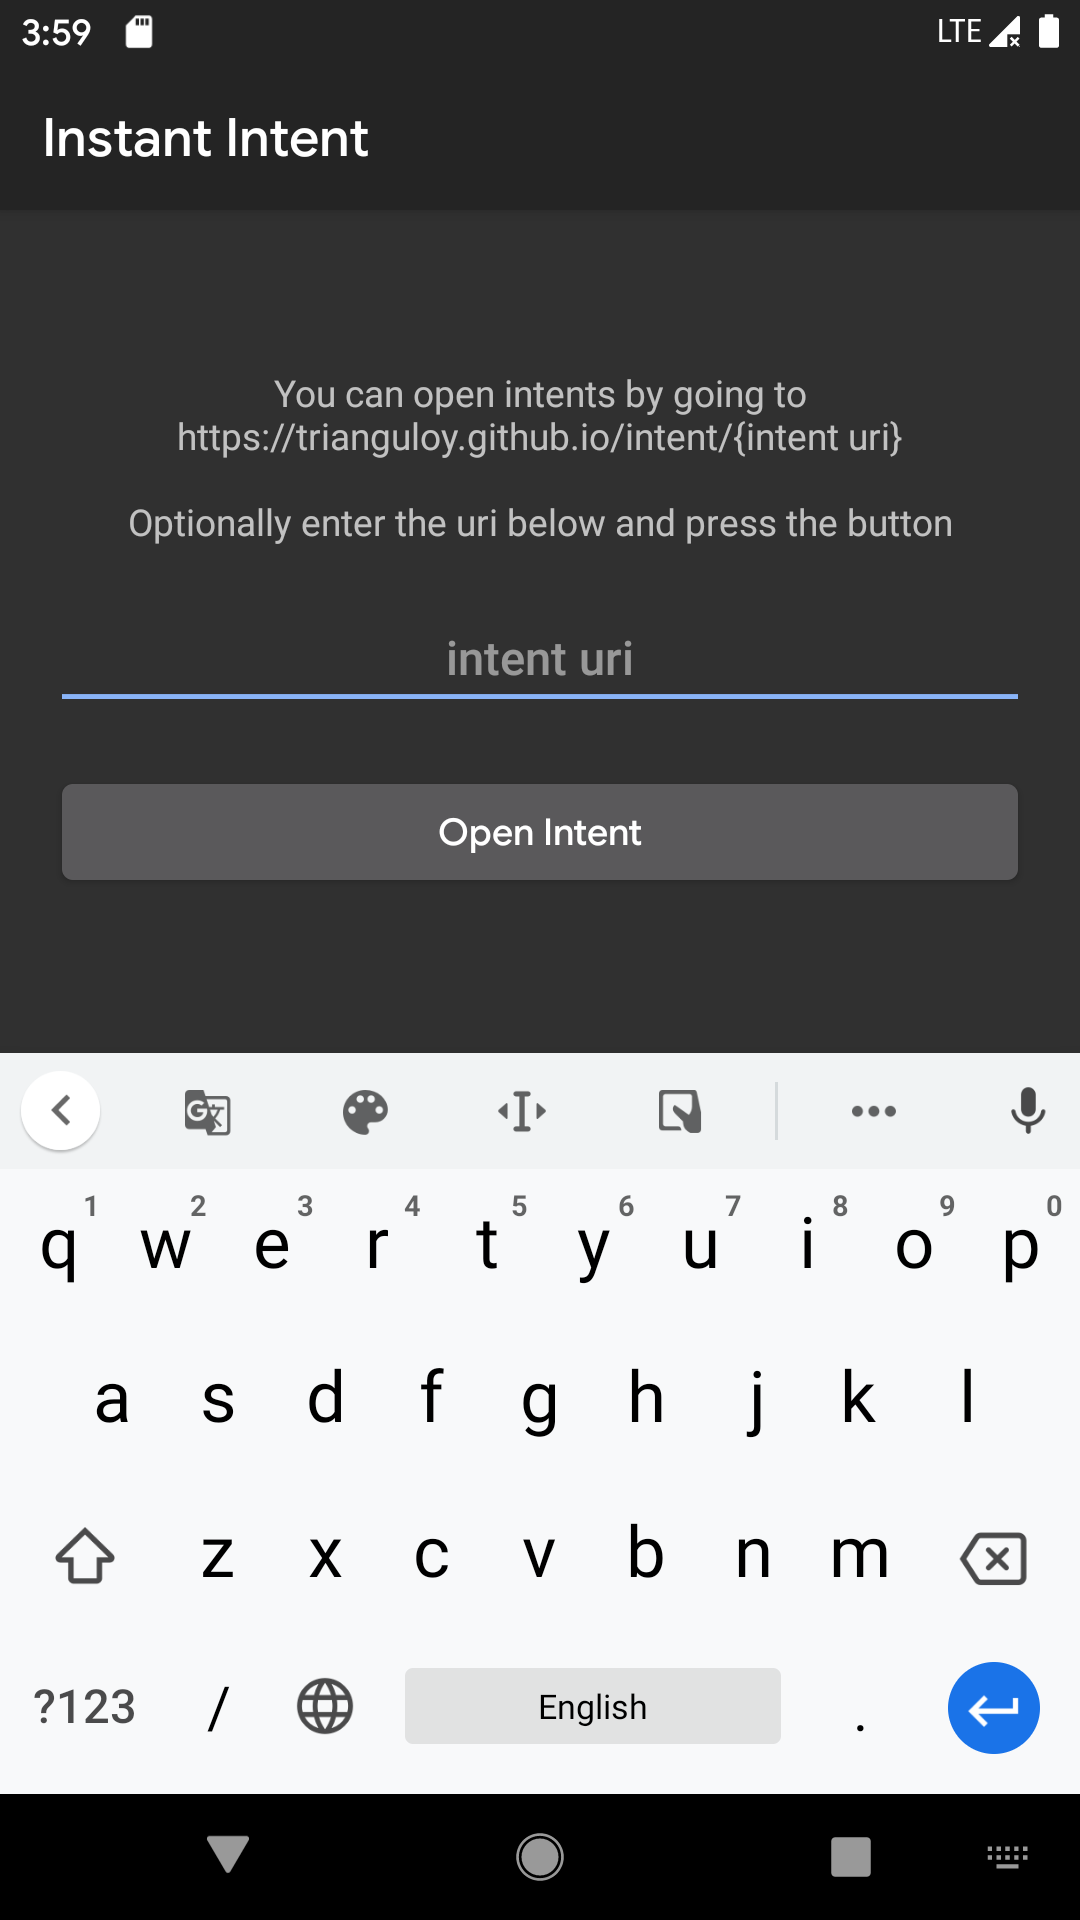 3:59 LTE
Instant Intent
You can open intents by going to
https://trianguloy.github.io/intent/{intent uri}
Optionally enter the uri below and press the button
intent uri
Open Intent
1 2 3 4 5 6 7 8 9 0
q w e r t y u i o p
a s d f g h j k l
z x c v b n m
?123 / English .